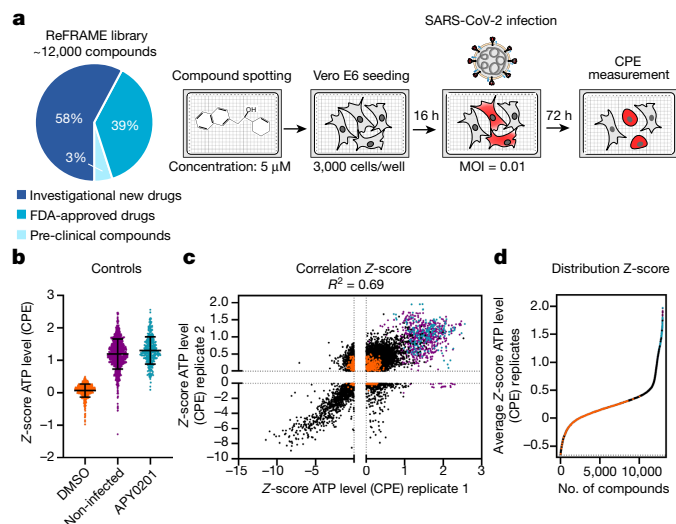 a
ReFRAME library
~12,000 compounds
58%
39%
3%
Investigational new drugs
FDA-approved drugs
Pre-clinical compounds
Compound spotting
OH
Concentration: 5 μM
Vero E6 seeding
3,000 cells/well
16 h
SARS-CoV-2 infection
MOI = 0.01
72 h
CPE
measurement
b
Controls
Z-score ATP level (CPE)
3
2
1
0
−1
−2
DMSO
Non-infected
APY0201
c
Correlation Z-score
R² = 0.69
Z-score ATP level
(CPE) replicate 2
2.0
1.5
1.0
0.5
0
0
−2
−4
−6
−8
−10
−15
−10
−5
0
1
2
3
Z-score ATP level (CPE) replicate 1
d
Distribution Z-score
Average Z-score ATP level
(CPE) replicates
2.0
1.5
1.0
0.5
0
−0.5
0
5,000
10,000
No. of compounds